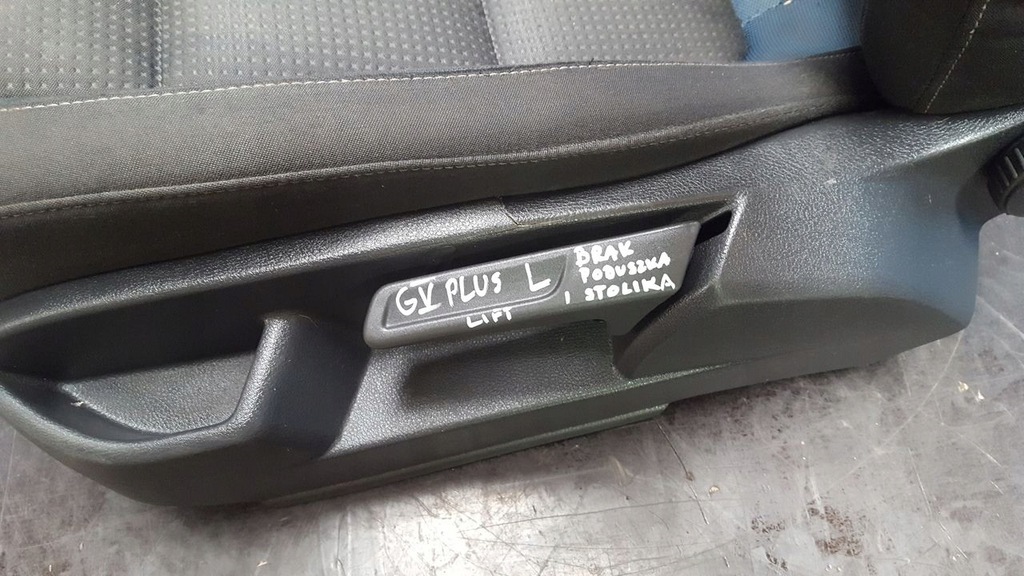 GV PLUS L
LIFT
BRAK
PODUSZKA
I STOLIKA